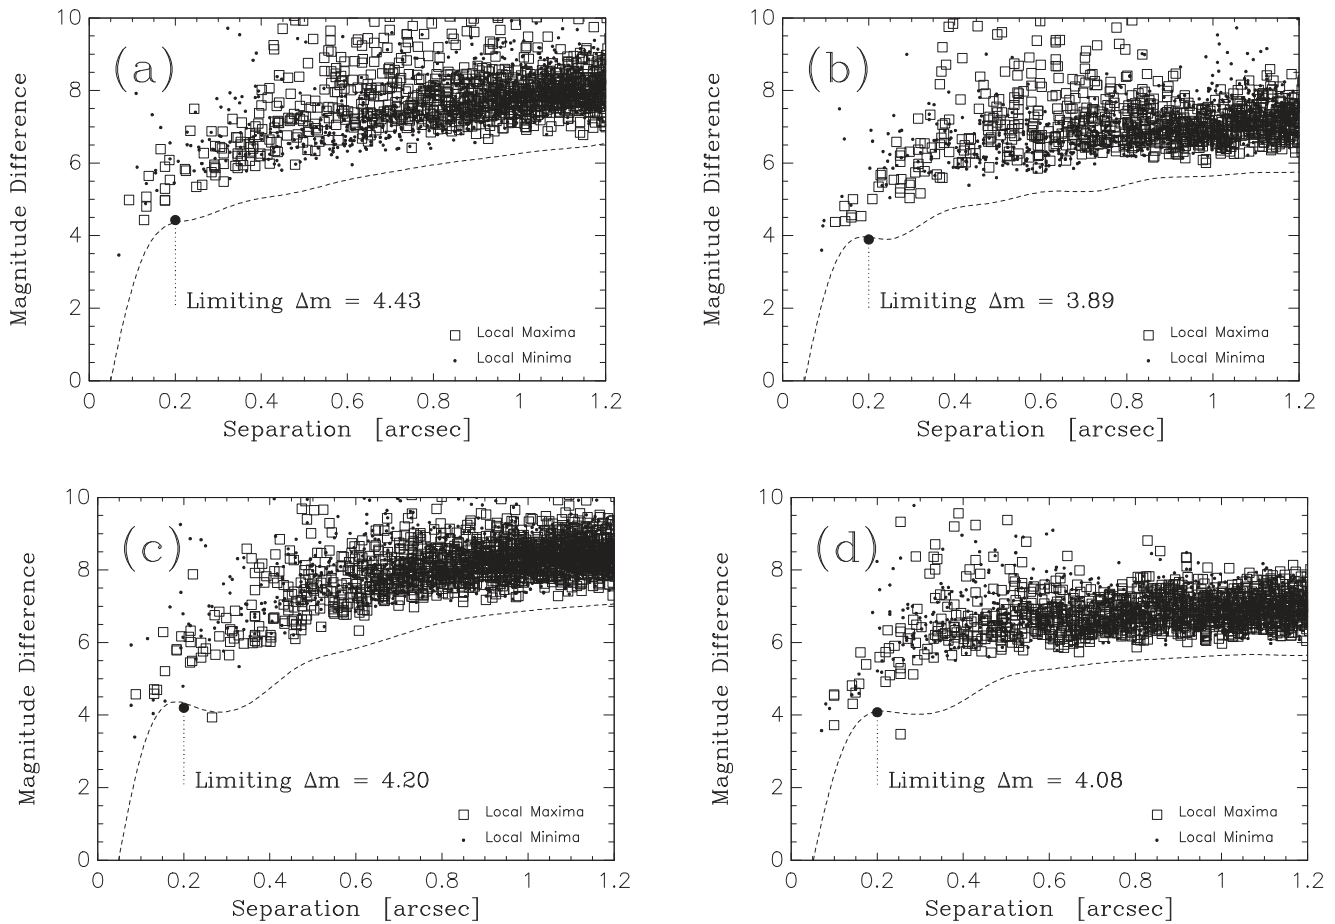 (a)
Magnitude Difference
10
8
6
4
2
0
Limiting Δm = 4.43
Local Maxima
Local Minima
0 0.2 0.4 0.6 0.8 1 1.2
Separation [arcsec]
(b)
Magnitude Difference
10
8
6
4
2
0
Limiting Δm = 3.89
Local Maxima
Local Minima
0 0.2 0.4 0.6 0.8 1 1.2
Separation [arcsec]
(c)
Magnitude Difference
10
8
6
4
2
0
Limiting Δm = 4.20
Local Maxima
Local Minima
0 0.2 0.4 0.6 0.8 1 1.2
Separation [arcsec]
(d)
Magnitude Difference
10
8
6
4
2
0
Limiting Δm = 4.08
Local Maxima
Local Minima
0 0.2 0.4 0.6 0.8 1 1.2
Separation [arcsec]